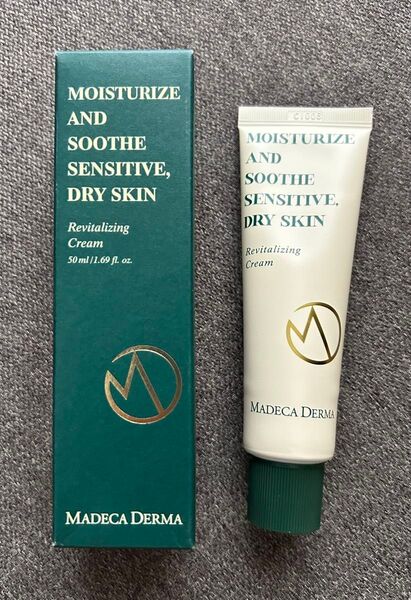 MOISTURIZE
AND
SOOTHE
SENSITIVE,
DRY SKIN
Revitalizing
Cream
50 ml / 1.69 fl. oz.
MADECA DERMA
MOISTURIZE
AND
SOOTHE
SENSITIVE,
DRY SKIN
Revitalizing
Cream
MADECA DERMA